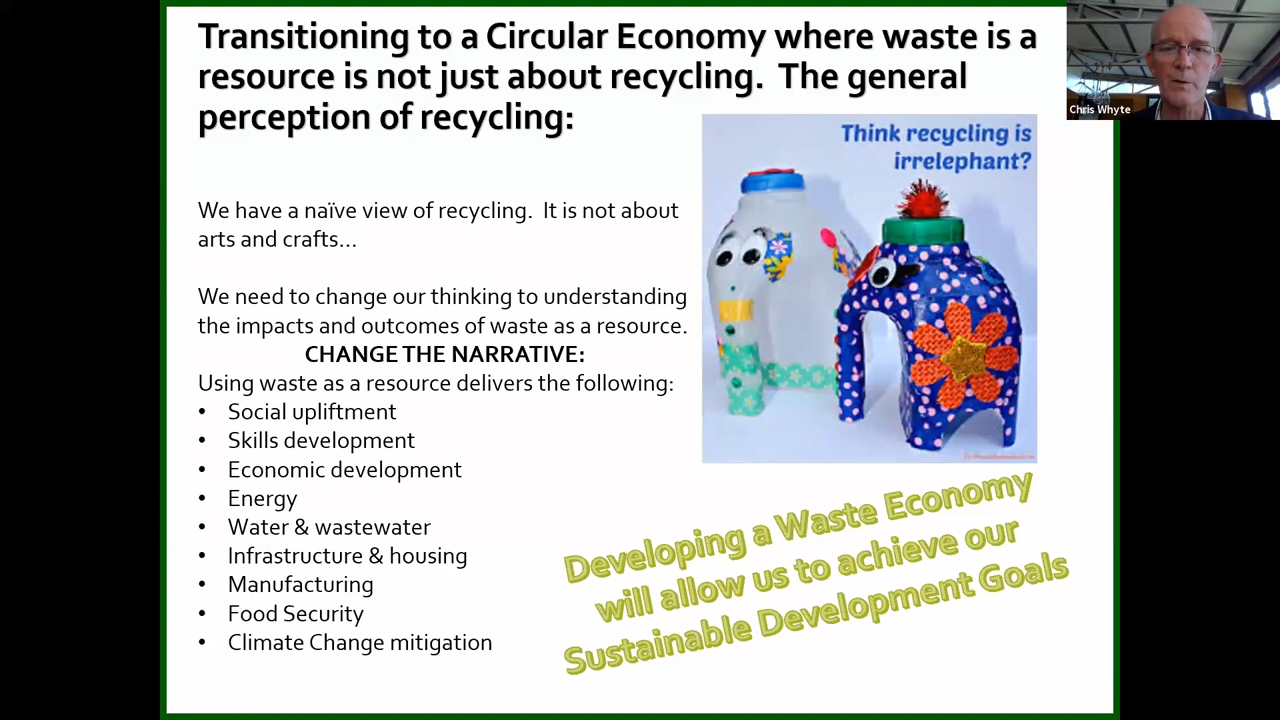 Transitioning to a Circular Economy where waste is a
resource is not just about recycling. The general
perception of recycling:
Chris Whyte
Think recycling is
irrelephant?
We have a naïve view of recycling. It is not about
arts and crafts...
We need to change our thinking to understanding
the impacts and outcomes of waste as a resource.
CHANGE THE NARRATIVE:
Using waste as a resource delivers the following:
• Social upliftment
• Skills development
• Economic development
• Energy
• Water & wastewater
• Infrastructure & housing
• Manufacturing
• Food Security
• Climate Change mitigation
Developing a Waste Economy
will allow us to achieve our
Sustainable Development Goals